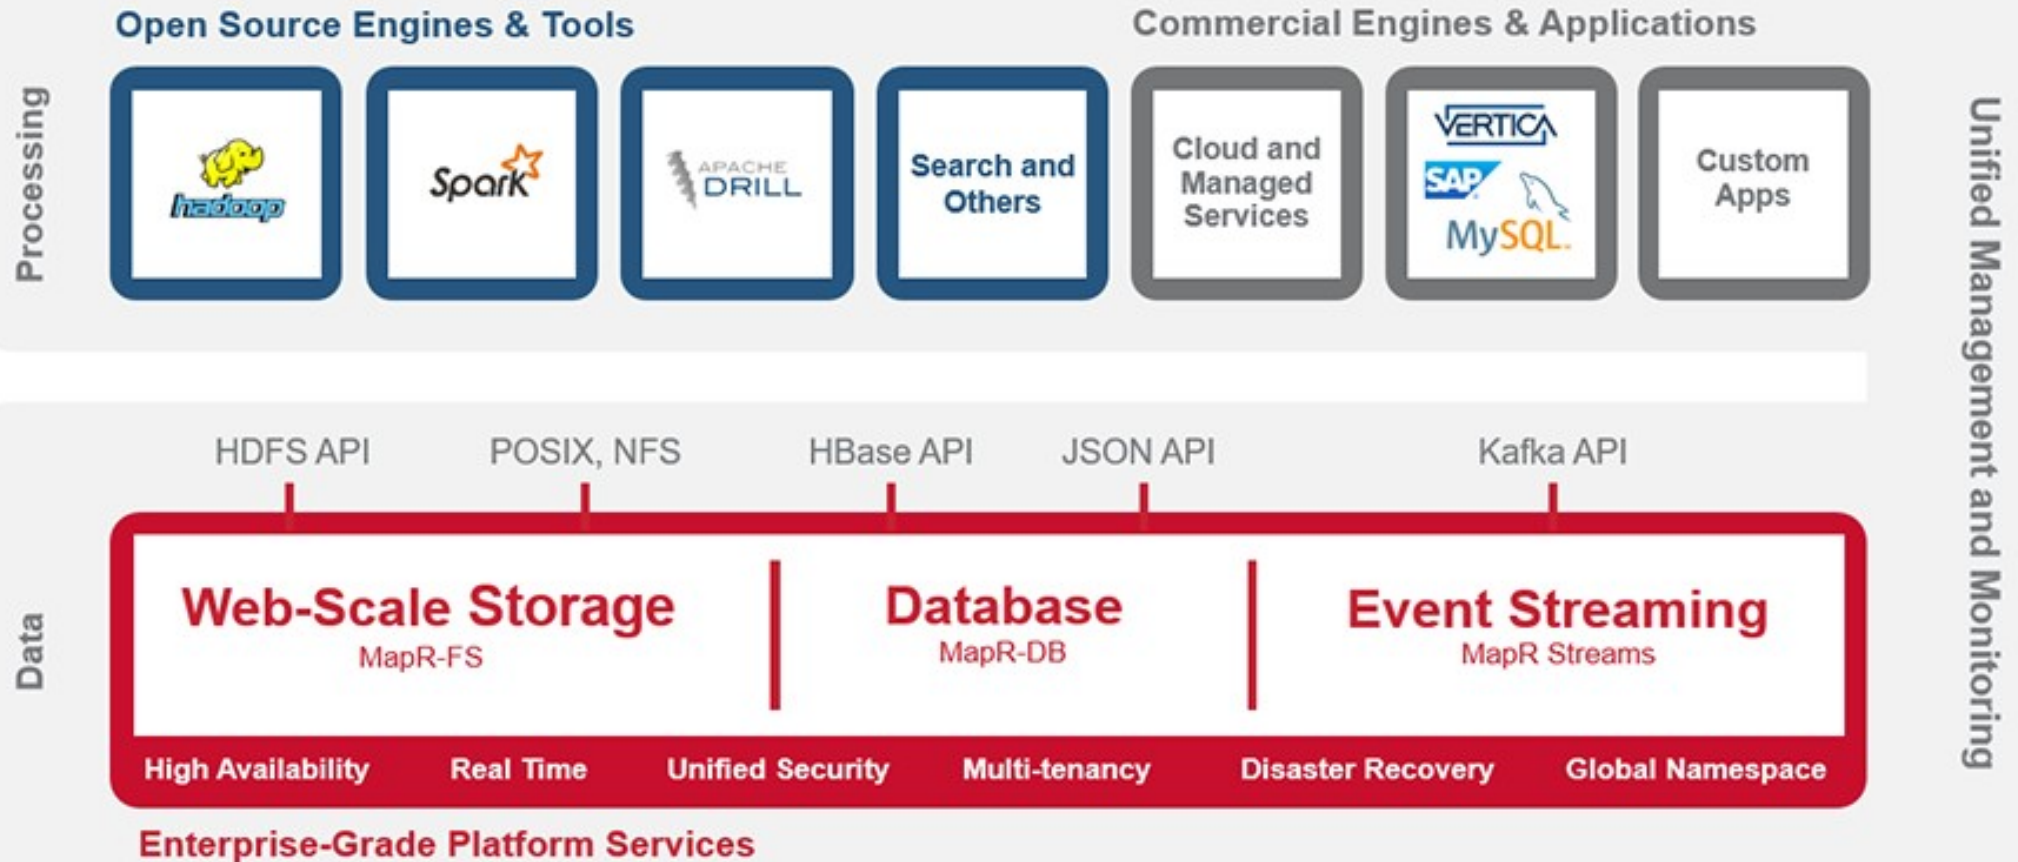 Open Source Engines & Tools
Commercial Engines & Applications
Processing
hadoop
Spark
APACHE
DRILL
Search and
Others
Cloud and
Managed
Services
VERTICA
SAP
MySQL
Custom
Apps
Unified Management and Monitoring
HDFS API
POSIX, NFS
HBase API
JSON API
Kafka API
Data
Web-Scale Storage
MapR-FS
Database
MapR-DB
Event Streaming
MapR Streams
High Availability
Real Time
Unified Security
Multi-tenancy
Disaster Recovery
Global Namespace
Enterprise-Grade Platform Services